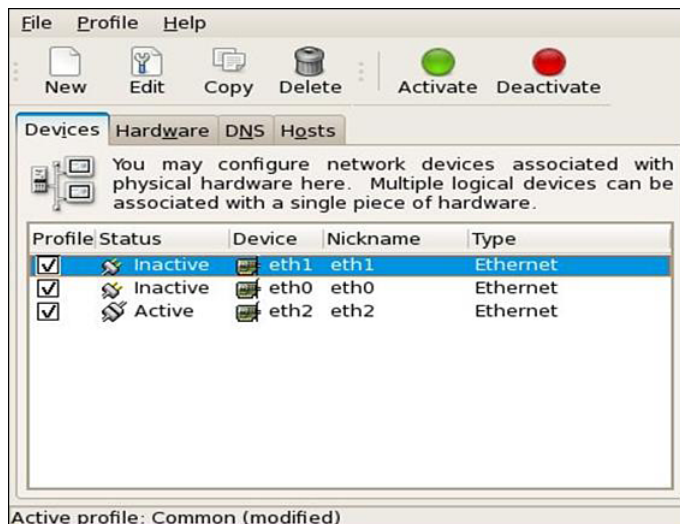 File Profile Help
New Edit Copy Delete Activate Deactivate
Devices Hardware DNS Hosts
You may configure network devices associated with
physical hardware here. Multiple logical devices can be
associated with a single piece of hardware.
Profile Status Device Nickname Type
Inactive eth1 eth1 Ethernet
Inactive eth0 eth0 Ethernet
Active eth2 eth2 Ethernet
Active profile: Common (modified)